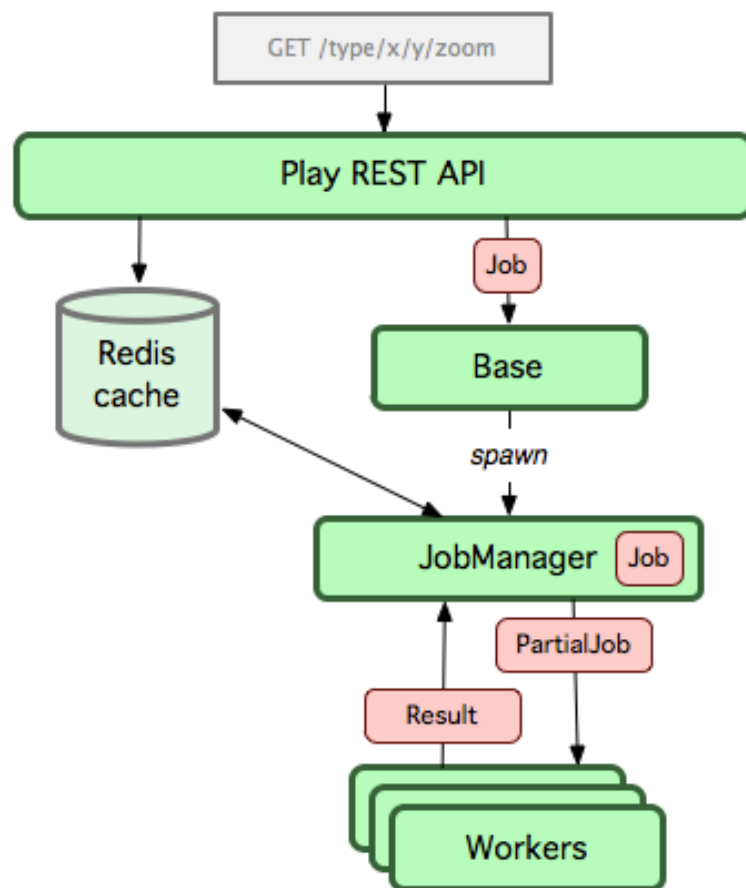 GET /type/x/y/zoom
Play REST API
Job
Redis
cache
Base
spawn
JobManager
Job
PartialJob
Result
Workers